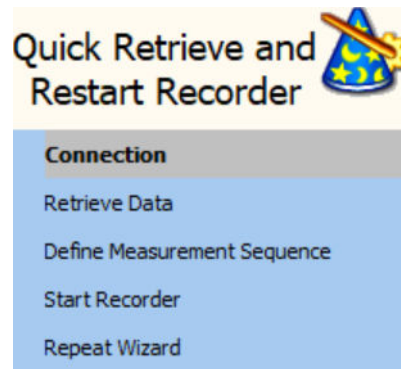 Quick Retrieve and
Restart Recorder
Connection
Retrieve Data
Define Measurement Sequence
Start Recorder
Repeat Wizard